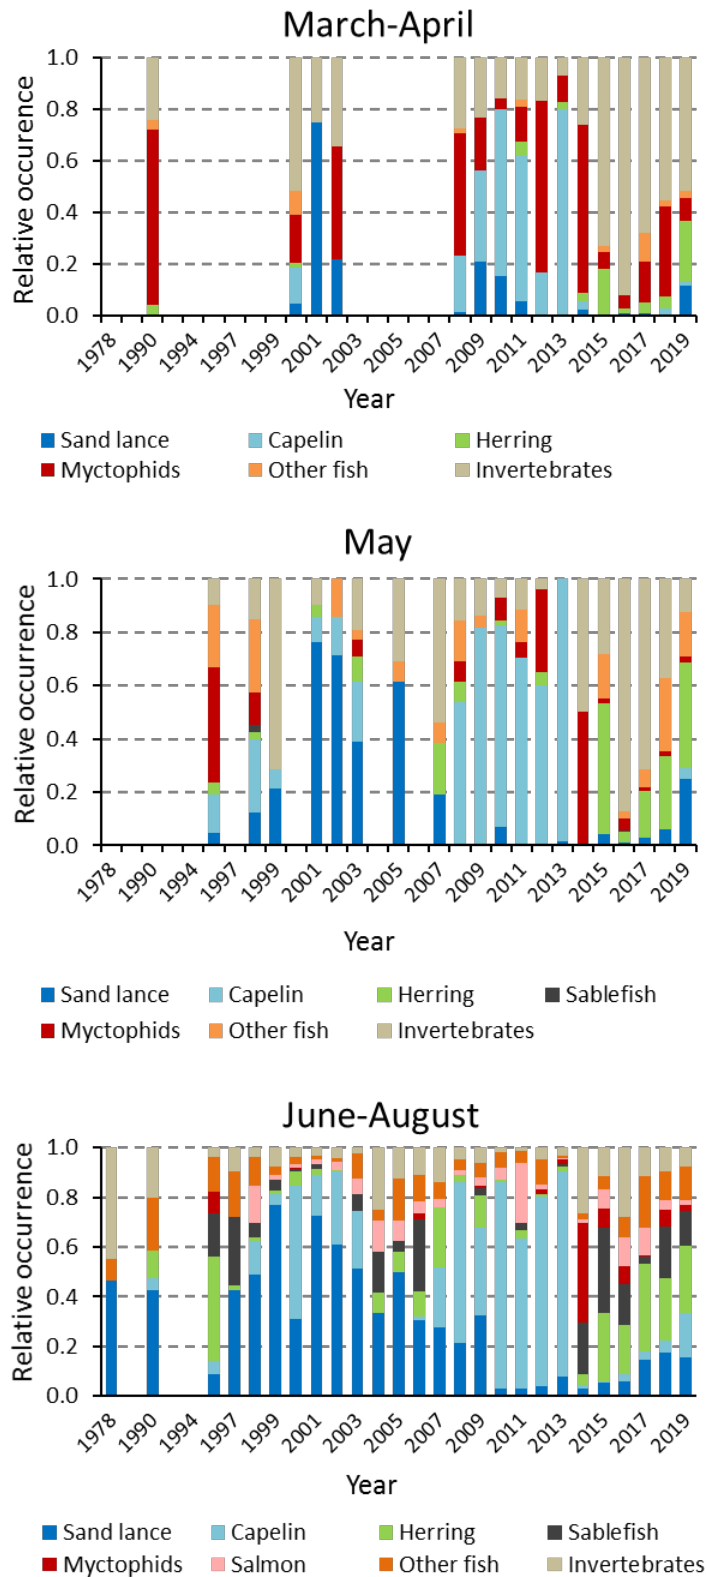 March-April
Relative occurrence
1.0
0.8
0.6
0.4
0.2
0.0
1978 1990 1994 1997 1999 2001 2003 2005 2007 2009 2011 2013 2015 2017 2019
Year
Sand lance Capelin Herring
Myctophids Other fish Invertebrates
May
Relative occurrence
1.0
0.8
0.6
0.4
0.2
0.0
1978 1990 1994 1997 1999 2001 2003 2005 2007 2009 2011 2013 2015 2017 2019
Year
Sand lance Capelin Herring Sablefish
Myctophids Other fish Invertebrates
June-August
Relative occurrence
1.0
0.8
0.6
0.4
0.2
0.0
1978 1990 1994 1997 1999 2001 2003 2005 2007 2009 2011 2013 2015 2017 2019
Year
Sand lance Capelin Herring Sablefish
Myctophids Salmon Other fish Invertebrates